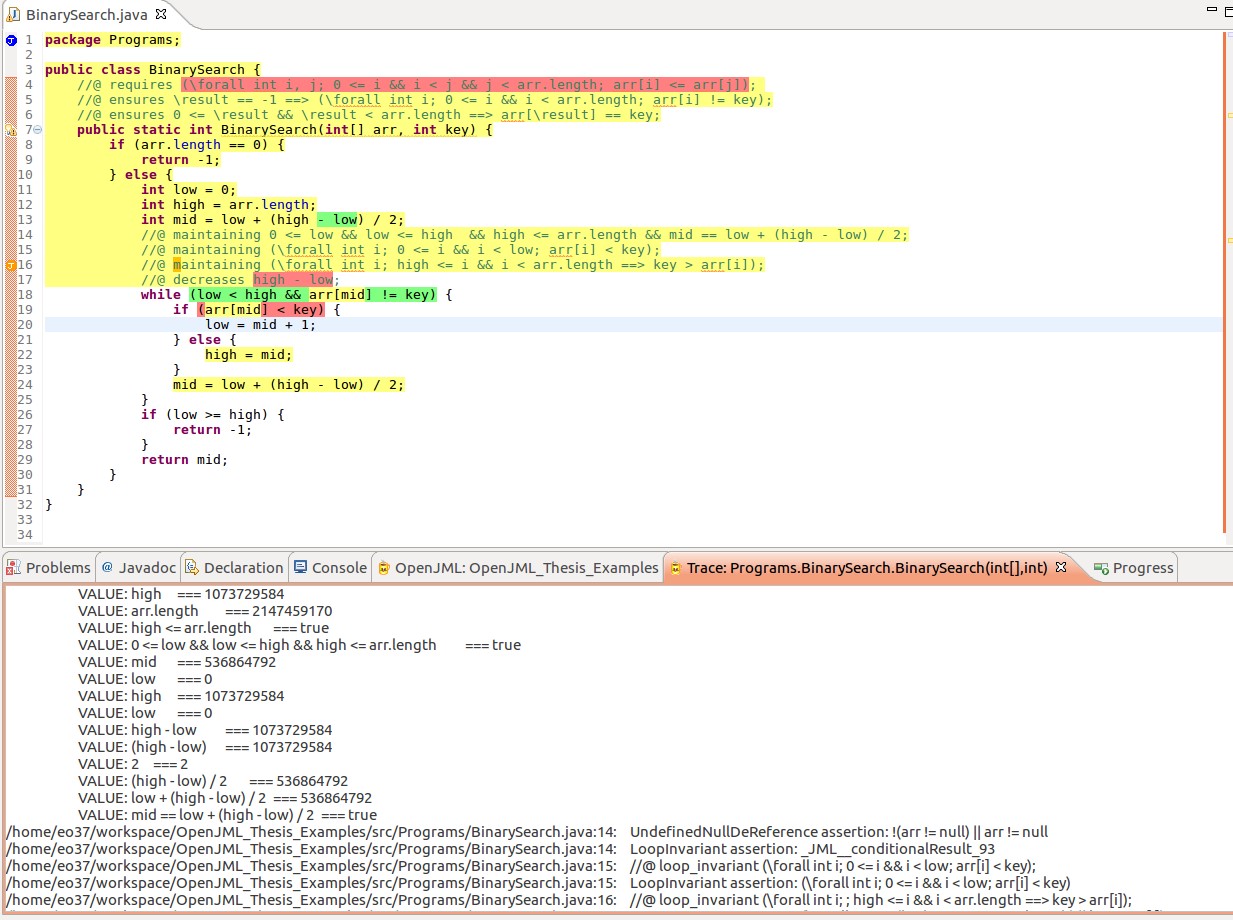 BinarySearch.java
1 package Programs;
2
3 public class BinarySearch {
4 //@ requires (\forall int i, j; 0 <= i && i < j && j < arr.length; arr[i] <= arr[j]);
5 //@ ensures \result == -1 ==> (\forall int i; 0 <= i && i < arr.length; arr[i] != key);
6 //@ ensures 0 <= \result && \result < arr.length ==> arr[\result] == key;
7 public static int BinarySearch(int[] arr, int key) {
8 if (arr.length == 0) {
9 return -1;
10 } else {
11 int low = 0;
12 int high = arr.length;
13 int mid = low + (high - low) / 2;
14 //@ maintaining 0 <= low && low <= high  && high <= arr.length && mid == low + (high - low) / 2;
15 //@ maintaining (\forall int i; 0 <= i && i < low; arr[i] < key);
16 //@ maintaining (\forall int i; high <= i && i < arr.length ==> key > arr[i]);
17 //@ decreases high - low;
18 while (low < high && arr[mid] != key) {
19 if (arr[mid] < key) {
20 low = mid + 1;
21 } else {
22 high = mid;
23 }
24 mid = low + (high - low) / 2;
25 }
26 if (low >= high) {
27 return -1;
28 }
29 return mid;
30 }
31 }
32 }
33
34
Problems @ Javadoc Declaration Console OpenJML: OpenJML_Thesis_Examples Trace: Programs.BinarySearch.BinarySearch(int[],int) Progress
VALUE: high === 1073729584
VALUE: arr.length === 2147459170
VALUE: high <= arr.length === true
VALUE: 0 <= low && low <= high && high <= arr.length === true
VALUE: mid === 536864792
VALUE: low === 0
VALUE: high === 1073729584
VALUE: low === 0
VALUE: high - low === 1073729584
VALUE: (high - low) === 1073729584
VALUE: 2 === 2
VALUE: (high - low) / 2 === 536864792
VALUE: low + (high - low) / 2 === 536864792
VALUE: mid == low + (high - low) / 2 === true
/home/eo37/workspace/OpenJML_Thesis_Examples/src/Programs/BinarySearch.java:14: UndefinedNullDeReference assertion: !(arr != null) || arr != null
/home/eo37/workspace/OpenJML_Thesis_Examples/src/Programs/BinarySearch.java:14: LoopInvariant assertion: _JML__conditionalResult_93
/home/eo37/workspace/OpenJML_Thesis_Examples/src/Programs/BinarySearch.java:15: //@ loop_invariant (\forall int i; 0 <= i && i < low; arr[i] < key);
/home/eo37/workspace/OpenJML_Thesis_Examples/src/Programs/BinarySearch.java:15: LoopInvariant assertion: (\forall int i; 0 <= i && i < low; arr[i] < key)
/home/eo37/workspace/OpenJML_Thesis_Examples/src/Programs/BinarySearch.java:16: //@ loop_invariant (\forall int i; ; high <= i && i < arr.length ==> key > arr[i]);